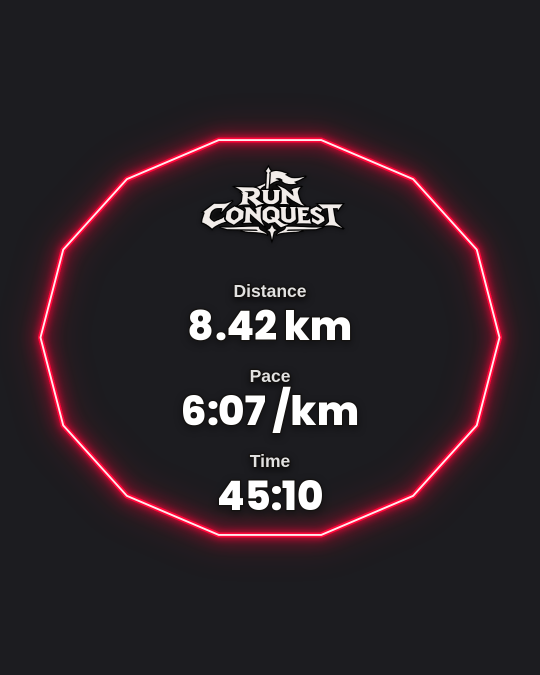 RUN
CONQUEST
Distance
8.42 km
Pace
6:07 /km
Time
45:10